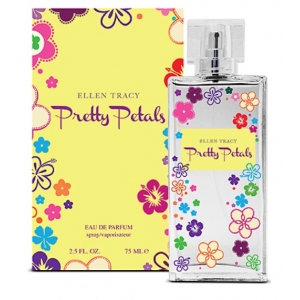 ELLEN TRACY
Pretty Petals
EAU DE PARFUM
spray/vaporisateur
2.5 FL. OZ. 75 ML ℮
ELLEN TRACY
Pretty Petals